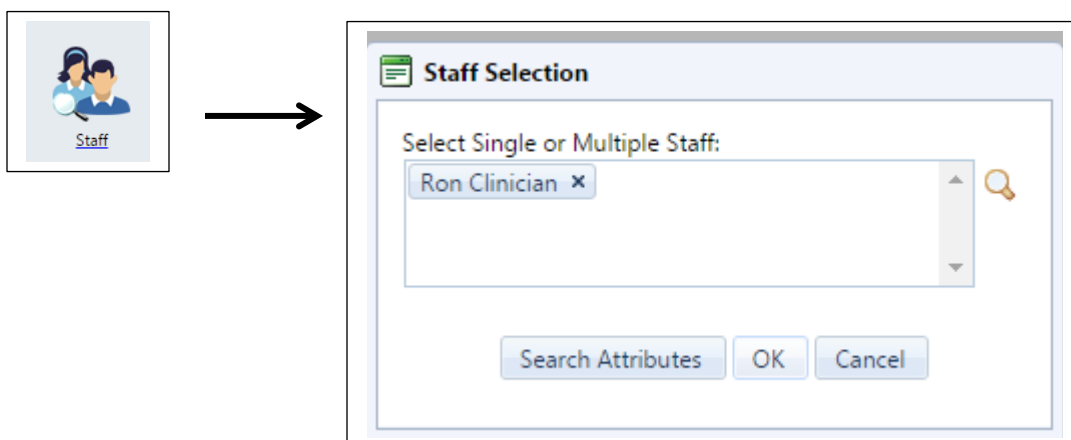 Staff
Staff Selection
Select Single or Multiple Staff:
Ron Clinician ×
Search Attributes OK Cancel